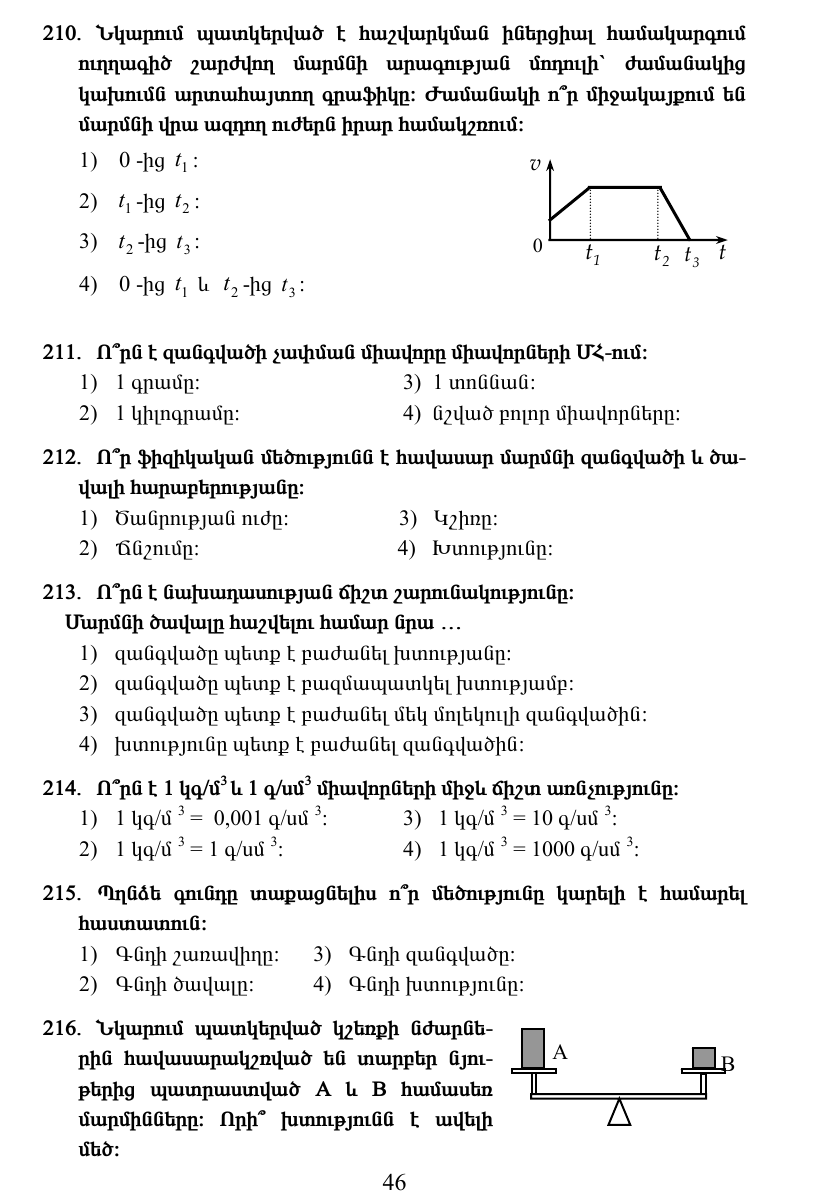 210. Նկարում պատկերված է հաշվարկման իներցիալ համակարգում
ուղղագիծ շարժվող մարմնի արագության մոդուլի՝ ժամանակից
կախումն արտահայտող գրաֆիկը։ Ժամանակի ո՞ր միջակայքում են
մարմնի վրա ազդող ուժերն իրար համակշռում։
1) 0 -ից t₁ :
2) t₁ -ից t₂ :
3) t₂ -ից t₃ :
4) 0 -ից t₁ և t₂ -ից t₃ :
v
0
t₁ t₂ t₃ t
211. Ո՞րն է զանգվածի չափման միավորը միավորների ՄՀ-ում։
1) 1 գրամը։ 3) 1 տոննան։
2) 1 կիլոգրամը։ 4) նշված բոլոր միավորները։
212. Ո՞ր ֆիզիկական մեծությունն է հավասար մարմնի զանգվածի և ծա-
վալի հարաբերությանը։
1) Ծանրության ուժը։ 3) Կշիռը։
2) Ճնշումը։ 4) Խտությունը։
213. Ո՞րն է նախադասության ճիշտ շարունակությունը։
Մարմնի ծավալը հաշվելու համար նրա …
1) զանգվածը պետք է բաժանել խտությանը։
2) զանգվածը պետք է բազմապատկել խտությամբ։
3) զանգվածը պետք է բաժանել մեկ մոլեկուլի զանգվածին։
4) խտությունը պետք է բաժանել զանգվածին։
214. Ո՞րն է 1 կգ/մ³ և 1 գ/սմ³ միավորների միջև ճիշտ առնչությունը։
1) 1 կգ/մ ³ = 0,001 գ/սմ ³: 3) 1 կգ/մ ³ = 10 գ/սմ ³:
2) 1 կգ/մ ³ = 1 գ/սմ ³: 4) 1 կգ/մ ³ = 1000 գ/սմ ³:
215. Պղնձե գունդը տաքացնելիս ո՞ր մեծությունը կարելի է համարել
հաստատուն։
1) Գնդի շառավիղը։ 3) Գնդի զանգվածը։
2) Գնդի ծավալը։ 4) Գնդի խտությունը։
216. Նկարում պատկերված կշեռքի նժարնե-
րին հավասարակշռված են տարբեր նյու-
թերից պատրաստված A և B համասեռ
մարմինները։ Որի՞ խտությունն է ավելի
մեծ։
A
B
46